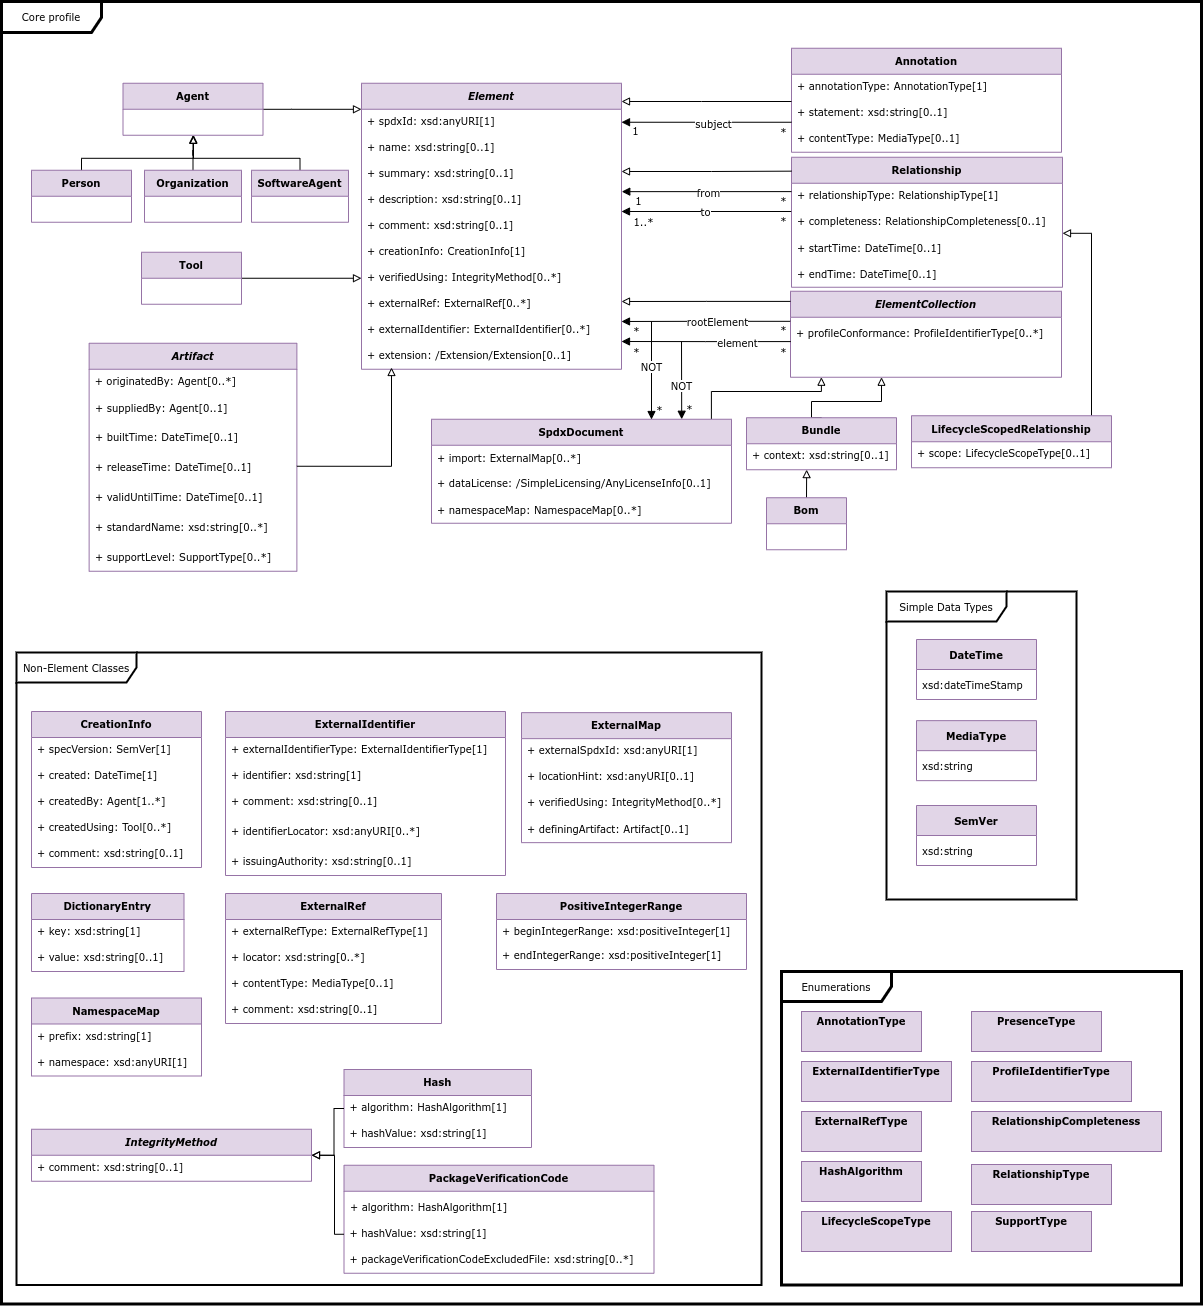 Core profile
Agent
Person
Organization
SoftwareAgent
Tool
Artifact
+ originatedBy: Agent[0..*]
+ suppliedBy: Agent[0..1]
+ builtTime: DateTime[0..1]
+ releaseTime: DateTime[0..1]
+ validUntilTime: DateTime[0..1]
+ standardName: xsd:string[0..*]
+ supportLevel: SupportType[0..*]
Element
+ spdxId: xsd:anyURI[1]
+ name: xsd:string[0..1]
+ summary: xsd:string[0..1]
+ description: xsd:string[0..1]
+ comment: xsd:string[0..1]
+ creationInfo: CreationInfo[1]
+ verifiedUsing: IntegrityMethod[0..*]
+ externalRef: ExternalRef[0..*]
+ externalIdentifier: ExternalIdentifier[0..*]
+ extension: /Extension/Extension[0..1]
1 subject *
1 from *
1..* to *
* rootElement *
* element *
NOT
*
NOT
*
Annotation
+ annotationType: AnnotationType[1]
+ statement: xsd:string[0..1]
+ contentType: MediaType[0..1]
Relationship
+ relationshipType: RelationshipType[1]
+ completeness: RelationshipCompleteness[0..1]
+ startTime: DateTime[0..1]
+ endTime: DateTime[0..1]
ElementCollection
+ profileConformance: ProfileIdentifierType[0..*]
SpdxDocument
+ import: ExternalMap[0..*]
+ dataLicense: /SimpleLicensing/AnyLicenseInfo[0..1]
+ namespaceMap: NamespaceMap[0..*]
Bundle
+ context: xsd:string[0..1]
Bom
LifecycleScopedRelationship
+ scope: LifecycleScopeType[0..1]
Simple Data Types
DateTime
xsd:dateTimeStamp
MediaType
xsd:string
SemVer
xsd:string
Non-Element Classes
CreationInfo
+ specVersion: SemVer[1]
+ created: DateTime[1]
+ createdBy: Agent[1..*]
+ createdUsing: Tool[0..*]
+ comment: xsd:string[0..1]
ExternalIdentifier
+ externalIdentifierType: ExternalIdentifierType[1]
+ identifier: xsd:string[1]
+ comment: xsd:string[0..1]
+ identifierLocator: xsd:anyURI[0..*]
+ issuingAuthority: xsd:string[0..1]
ExternalMap
+ externalSpdxId: xsd:anyURI[1]
+ locationHint: xsd:anyURI[0..1]
+ verifiedUsing: IntegrityMethod[0..*]
+ definingArtifact: Artifact[0..1]
DictionaryEntry
+ key: xsd:string[1]
+ value: xsd:string[0..1]
ExternalRef
+ externalRefType: ExternalRefType[1]
+ locator: xsd:string[0..*]
+ contentType: MediaType[0..1]
+ comment: xsd:string[0..1]
PositiveIntegerRange
+ beginIntegerRange: xsd:positiveInteger[1]
+ endIntegerRange: xsd:positiveInteger[1]
NamespaceMap
+ prefix: xsd:string[1]
+ namespace: xsd:anyURI[1]
Hash
+ algorithm: HashAlgorithm[1]
+ hashValue: xsd:string[1]
IntegrityMethod
+ comment: xsd:string[0..1]
PackageVerificationCode
+ algorithm: HashAlgorithm[1]
+ hashValue: xsd:string[1]
+ packageVerificationCodeExcludedFile: xsd:string[0..*]
Enumerations
AnnotationType
PresenceType
ExternalIdentifierType
ProfileIdentifierType
ExternalRefType
RelationshipCompleteness
HashAlgorithm
RelationshipType
LifecycleScopeType
SupportType